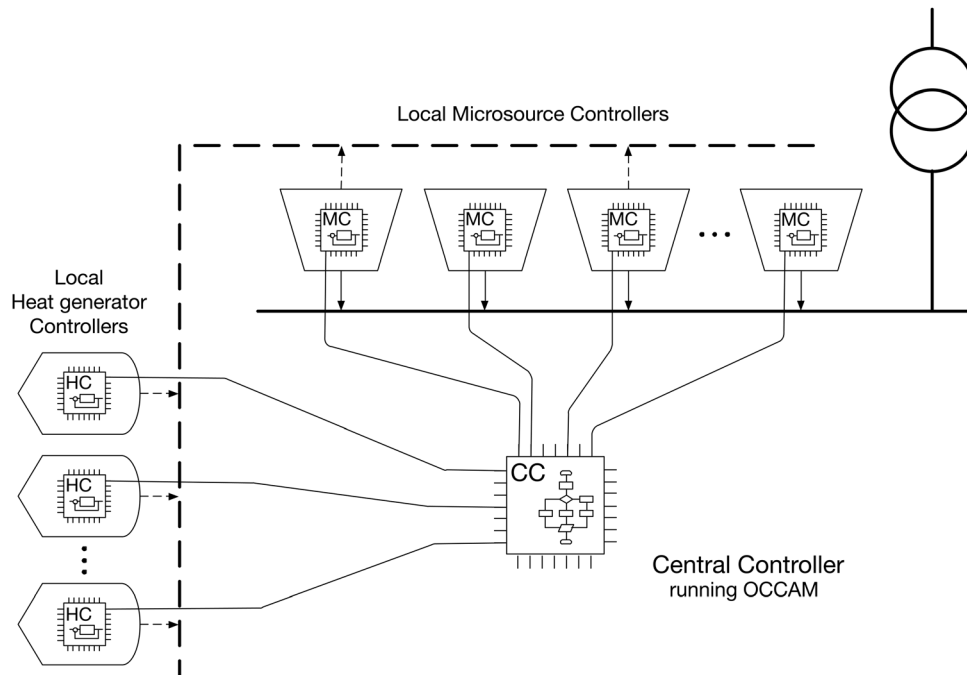 Local Microsource Controllers
MC
MC
MC
MC
Local
Heat generator
Controllers
HC
HC
HC
CC
Central Controller
running OCCAM